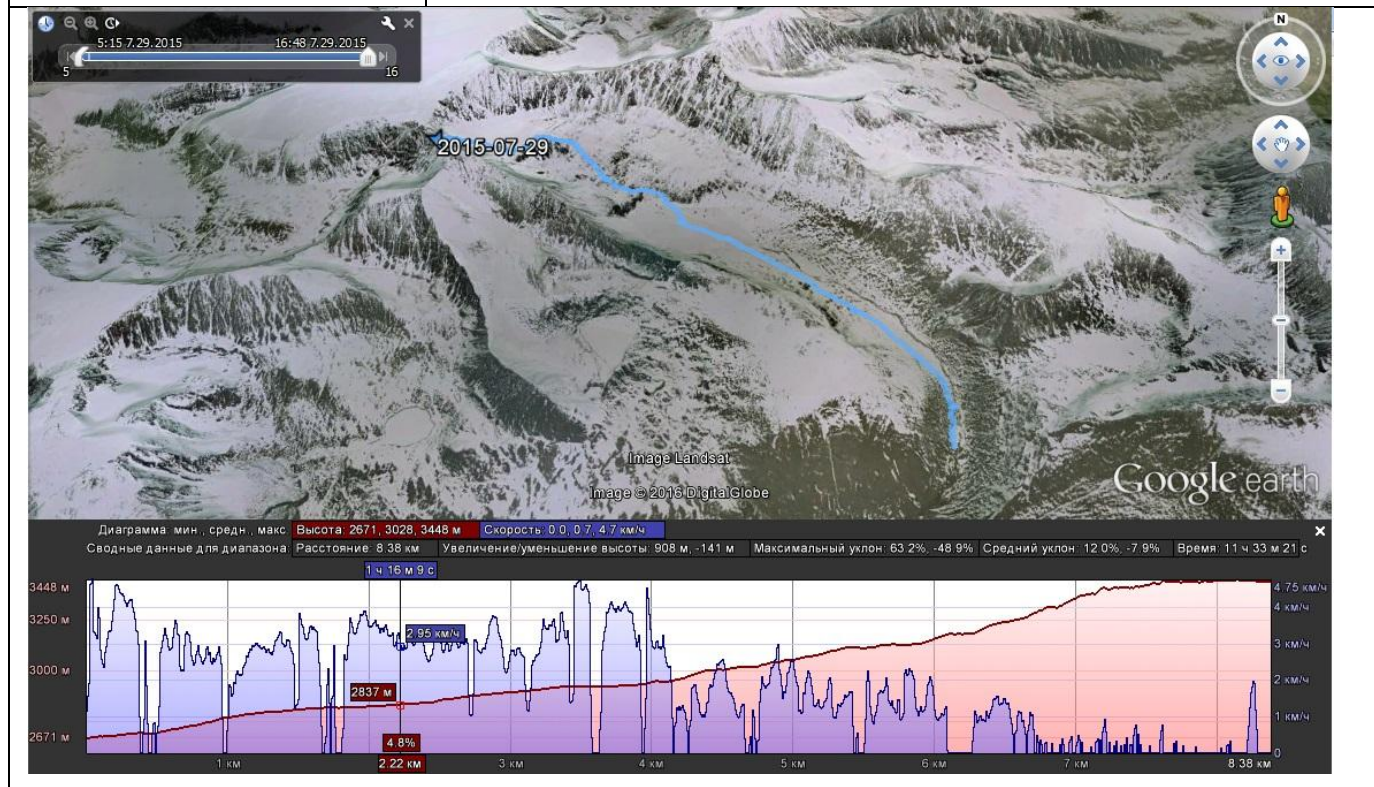 5:15 7.29.2015 16:48 7.29.2015
5 16
N
2015-07-29
Image Landsat
Image © 2016 DigitalGlobe
Google earth
Диаграмма: мин., средн., макс Высота: 2671, 3028, 3448 м Скорость: 0.0, 0.7, 4.7 км/ч
Сводные данные для диапазона Расстояние: 8.38 км Увеличение/уменьшение высоты: 908 м, -141 м Максимальный уклон: 63.2%, -48.9% Средний уклон: 12.0%, -7.9% Время: 11 ч 33 м 21 с
1 ч 16 м 9 с
3448 м 4.75 км/ч
4 км/ч
3250 м
2.95 км/ч 3 км/ч
3000 м
2 км/ч
2837 м
1 км/ч
2671 м
4.8% 0
1 км 2.22 км 3 км 4 км 5 км 6 км 7 км 8.38 км